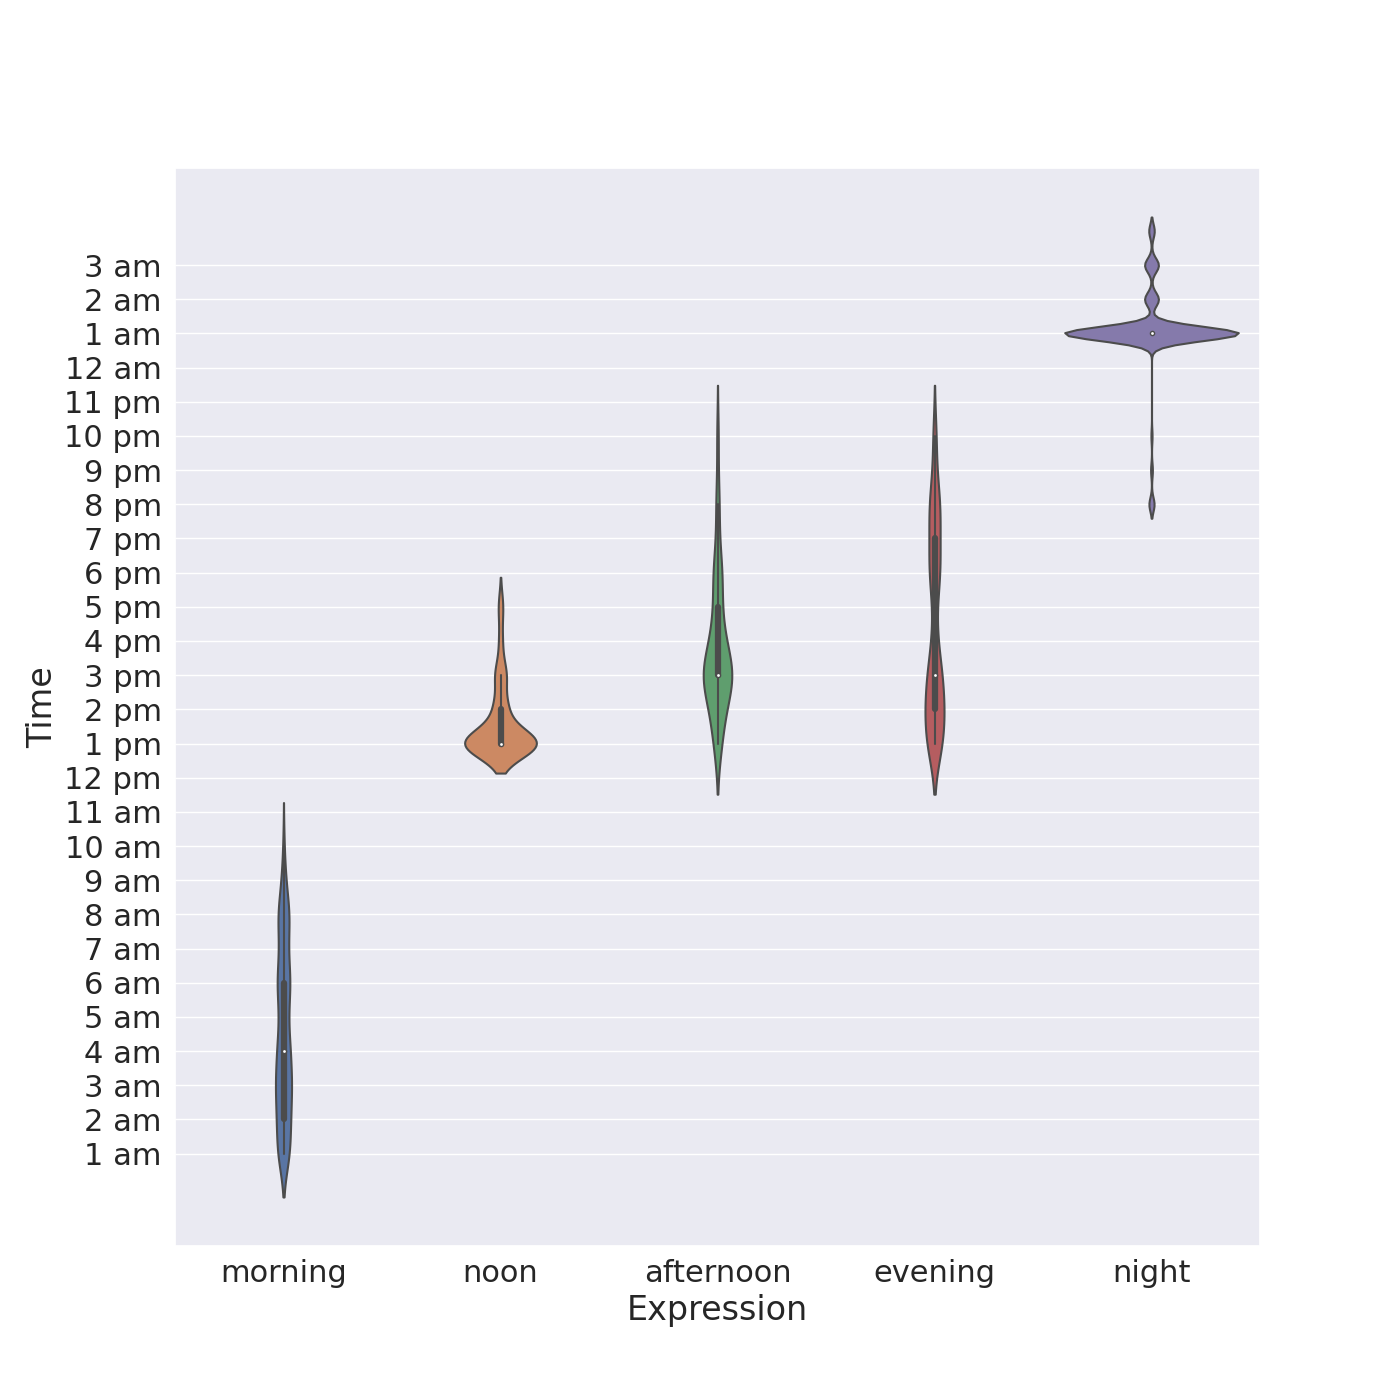 3 am
2 am
1 am
12 am
11 pm
10 pm
9 pm
8 pm
7 pm
6 pm
5 pm
4 pm
3 pm
2 pm
1 pm
12 pm
11 am
10 am
9 am
8 am
7 am
6 am
5 am
4 am
3 am
2 am
1 am
Time
morning noon afternoon evening night
Expression